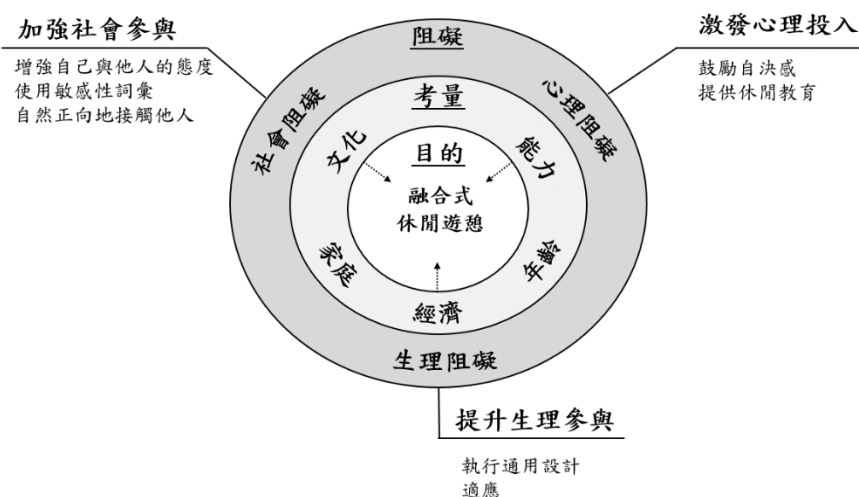 加強社會參與
增強自己與他人的態度
使用敏感性詞彙
自然正向地接觸他人
激發心理投入
鼓勵自決感
提供休閒教育
阻礙
社會阻礙
心理阻礙
考量
文化
能力
目的
融合式
休閒遊憩
家庭
年齡
經濟
生理阻礙
提升生理參與
執行通用設計
適應